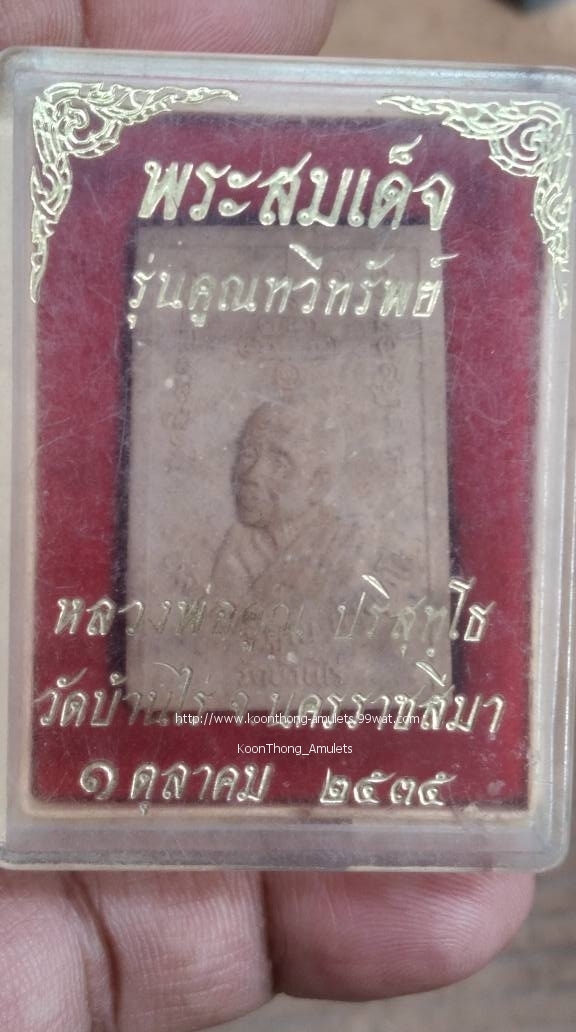 พระสมเด็จ
รุ่นคูณทวีทรัพย์
หลวงพ่อคูณ ปริสุทฺโธ
วัดบ้านไร่ จ.นครราชสีมา
http://www.koonthong-amulets.99wat.com
KoonThong_Amulets
๑ ตุลาคม ๒๕๓๕